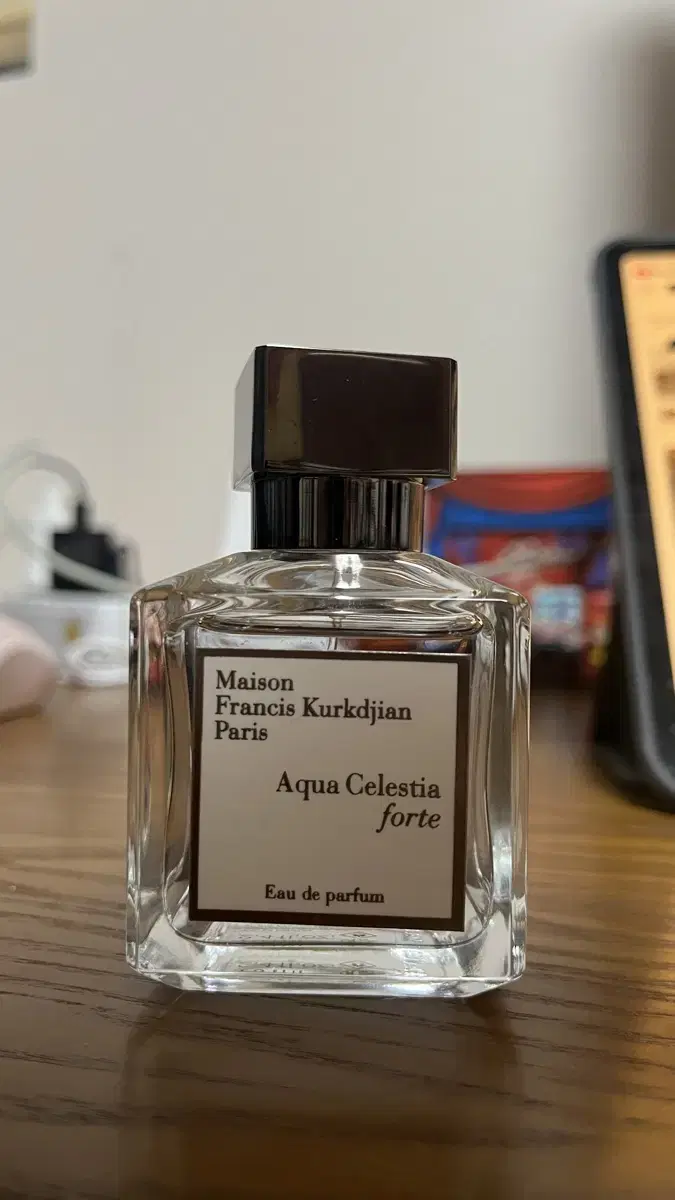 Maison
Francis Kurkdjian
Paris
Aqua Celestia
forte
Eau de parfum